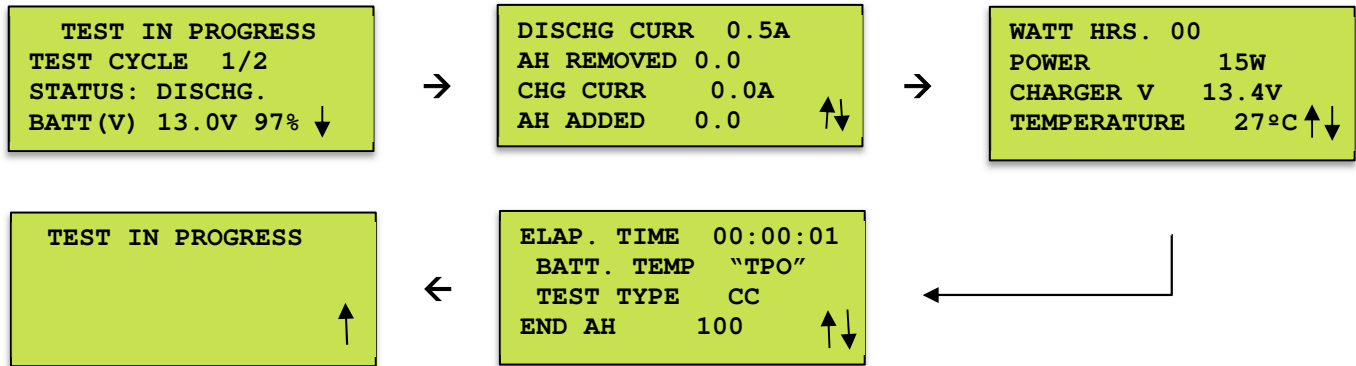 TEST IN PROGRESS
TEST CYCLE 1/2
STATUS: DISCHG.
BATT(V) 13.0V 97%
DISCHG CURR 0.5A
AH REMOVED 0.0
CHG CURR 0.0A
AH ADDED 0.0
WATT HRS. 00
POWER 15W
CHARGER V 13.4V
TEMPERATURE 27ºC
ELAP. TIME 00:00:01
BATT. TEMP “TPO”
TEST TYPE CC
END AH 100
TEST IN PROGRESS